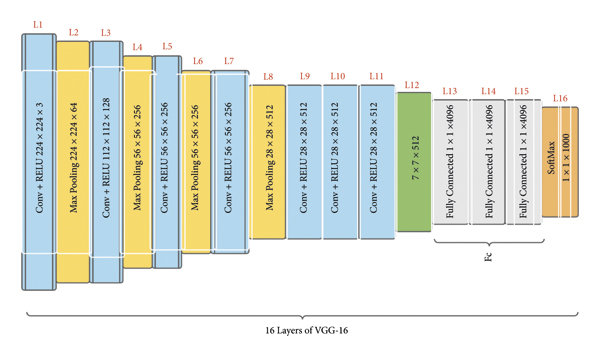 L1
L2
L3
L4
L5
L6
L7
L8
L9
L10
L11
L12
L13
L14
L15
L16
Conv + RELU 224 × 224 × 3
Max Pooling 224 × 224 × 64
Conv + RELU 112 × 112 × 128
Max Pooling 56 × 56 × 256
Conv + RELU 56 × 56 × 256
Max Pooling 56 × 56 × 256
Conv + RELU 56 × 56 × 256
Max Pooling 28 × 28 × 512
Conv + RELU 28 × 28 × 512
Conv + RELU 28 × 28 × 512
Conv + RELU 28 × 28 × 512
7 × 7 × 512
Fully Connected 1 × 1 ×4096
Fully Connected 1 × 1 ×4096
Fully Connected 1 × 1 ×4096
SoftMax
1 × 1 × 1000
Fc
16 Layers of VGG-16